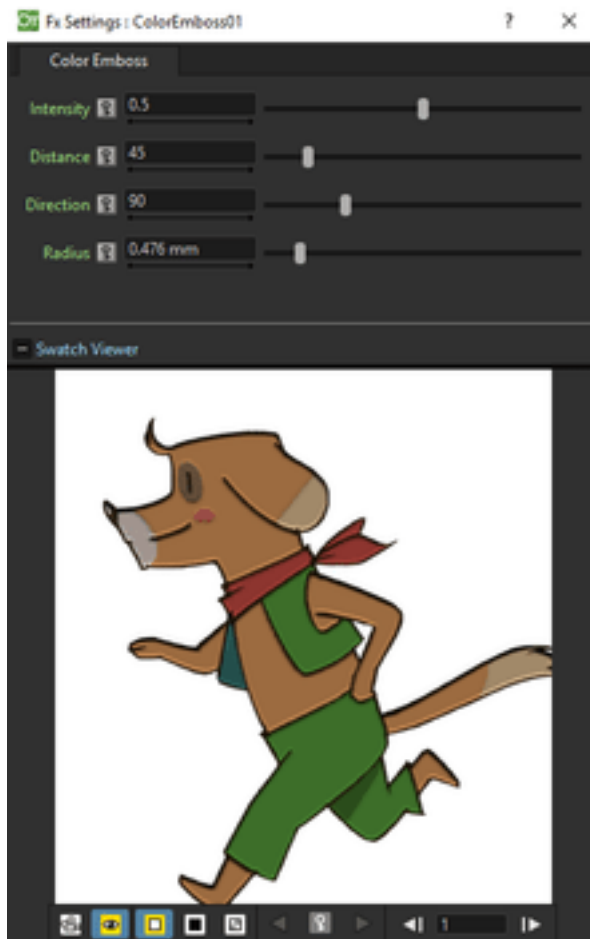 Fx Settings : ColorEmboss01 ? ×
Color Emboss
Intensity 0.5
Distance 45
Direction 90
Radius 0.476 mm
Swatch Viewer
1